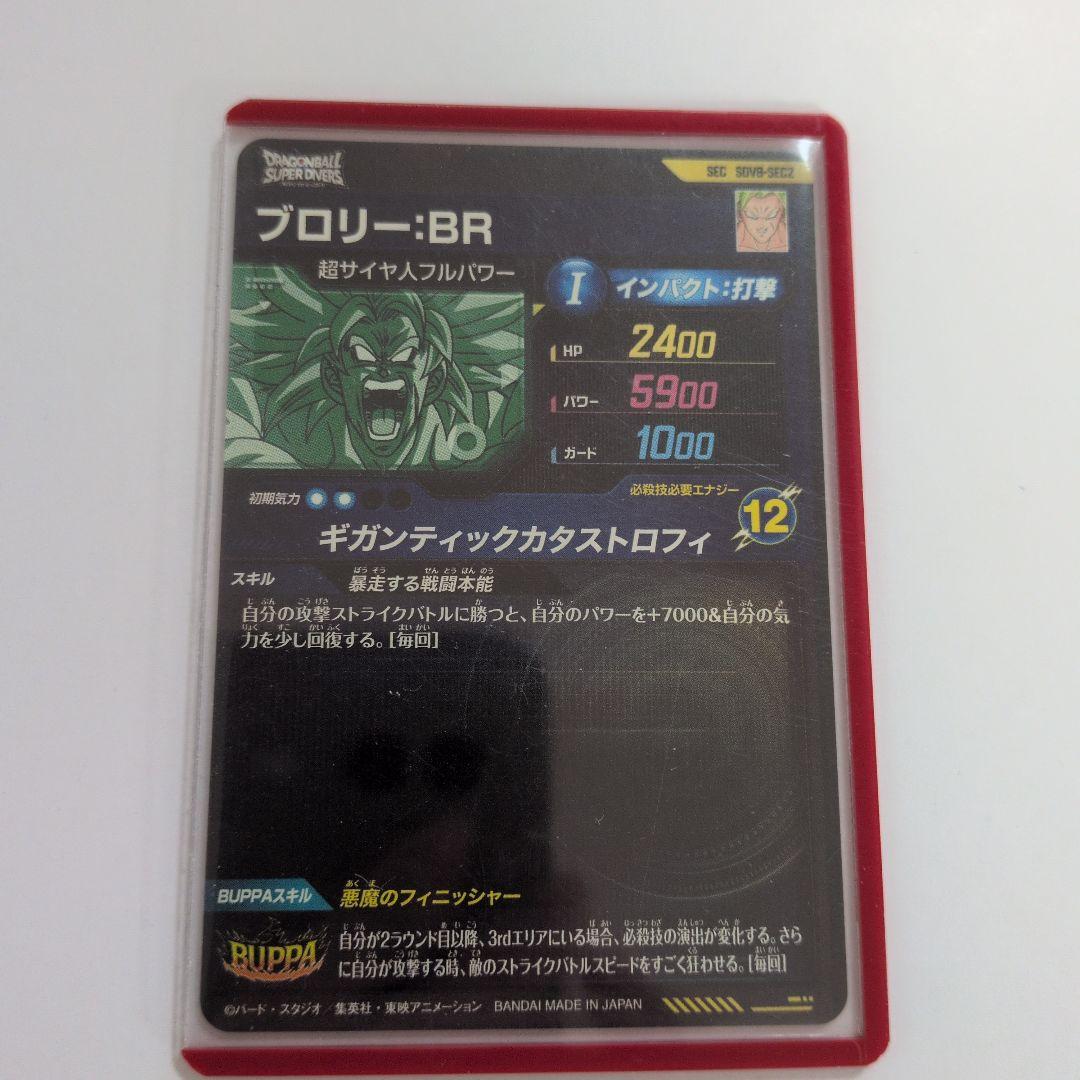 DRAGONBALL
SUPER DIVERS
SEC SDV8-SEC2
ブロリー:BR
超サイヤ人フルパワー
I インパクト:打撃
HP 2400
パワー 5900
ガード 1000
初期気力
必殺技必要エナジー 12
ギガンティックカタストロフィ
スキル 暴走する戦闘本能
自分の攻撃ストライクバトルに勝つと、自分のパワーを+7000&自分の気
力を少し回復する。[毎回]
BUPPAスキル 悪魔のフィニッシャー
BUPPA
自分が2ラウンド目以降、3rdエリアにいる場合、必殺技の演出が変化する。さら
に自分が攻撃する時、敵のストライクバトルスピードをすごく狂わせる。[毎回]
©バード・スタジオ/集英社・東映アニメーション BANDAI MADE IN JAPAN